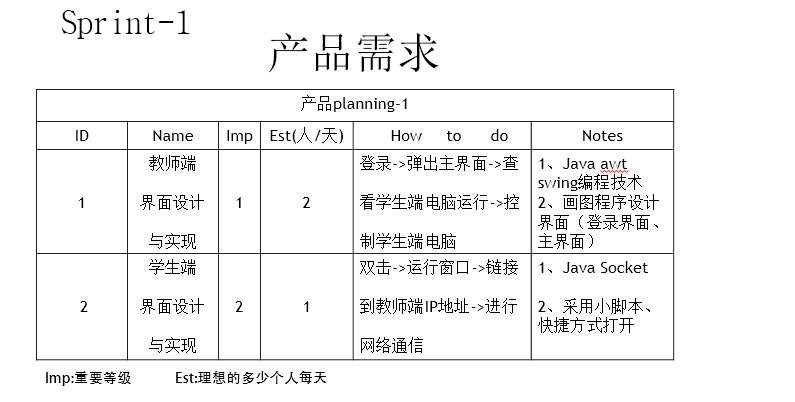 Sprint-1
产品需求
产品planning-1
ID Name Imp Est(人/天) How to do Notes
1
教师端
界面设计
与实现
1
2
登录->弹出主界面->查
看学生端电脑运行->控
制学生端电脑
1、Java awt
swing编程技术
2、画图程序设计
界面（登录界面、
主界面）
2
学生端
界面设计
与实现
2
1
双击->运行窗口->链接
到教师端IP地址->进行
网络通信
1、Java Socket
2、采用小脚本、
快捷方式打开
Imp:重要等级 Est:理想的多少个人每天